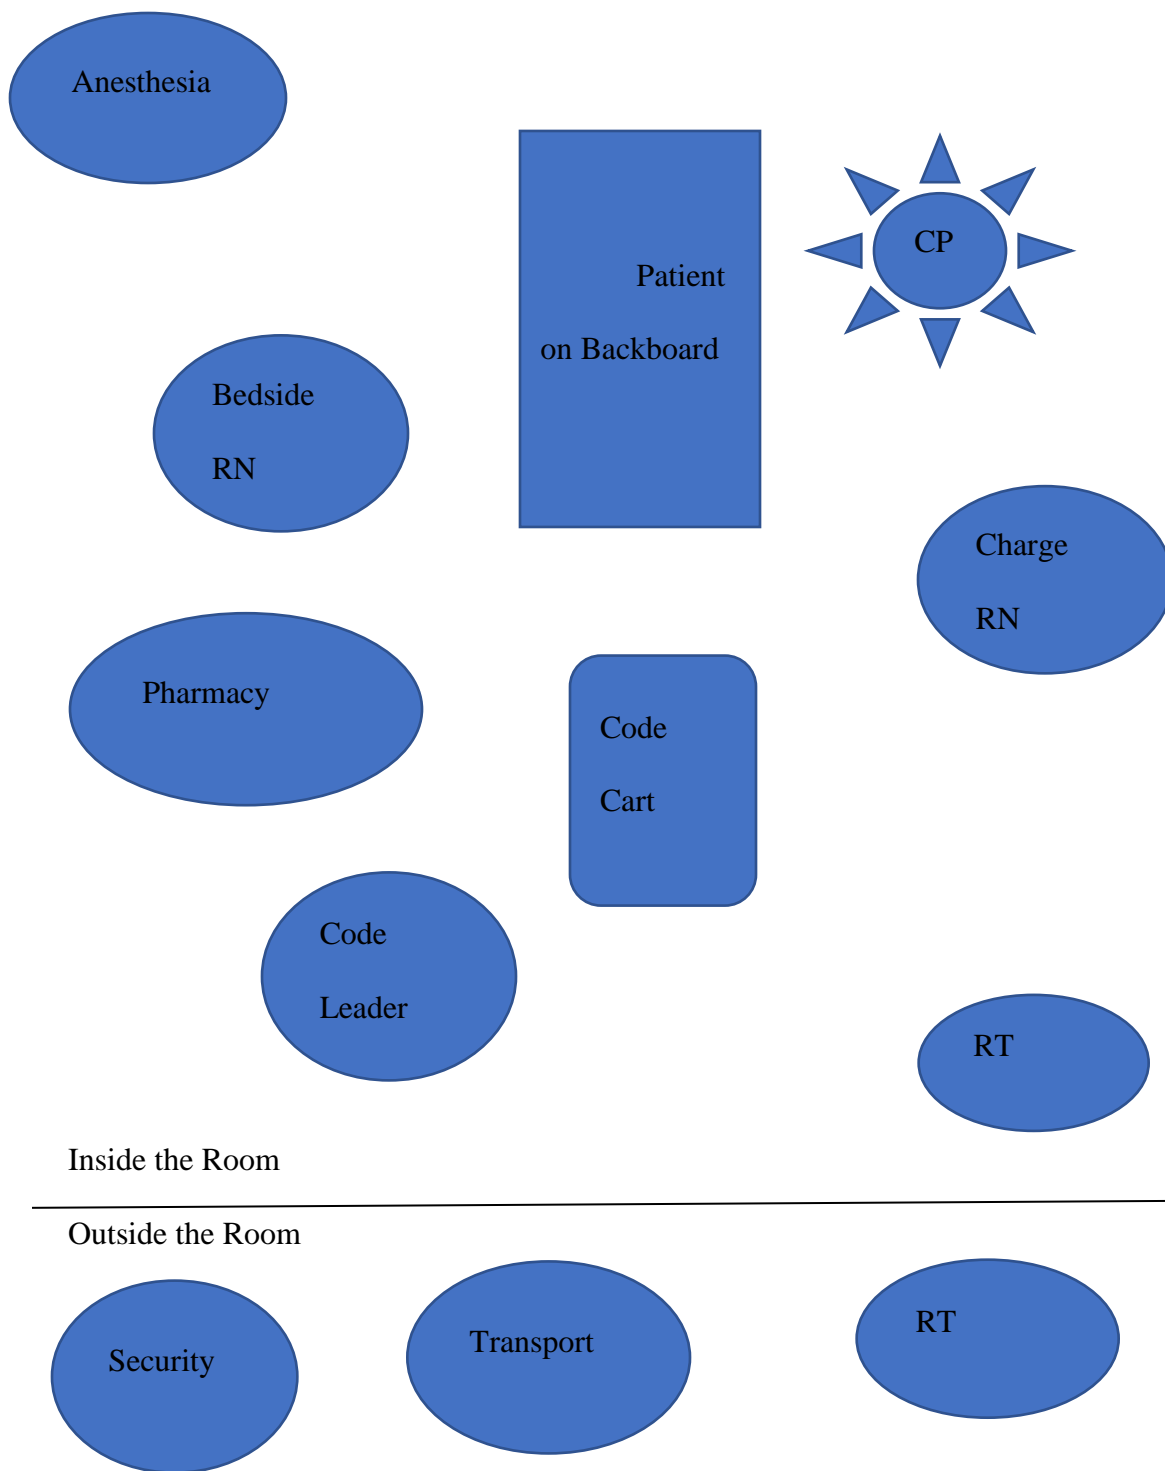 Anesthesia
CP
Patient
on Backboard
Bedside
RN
Charge
RN
Pharmacy
Code
Cart
Code
Leader
RT
Inside the Room
Outside the Room
Security
Transport
RT